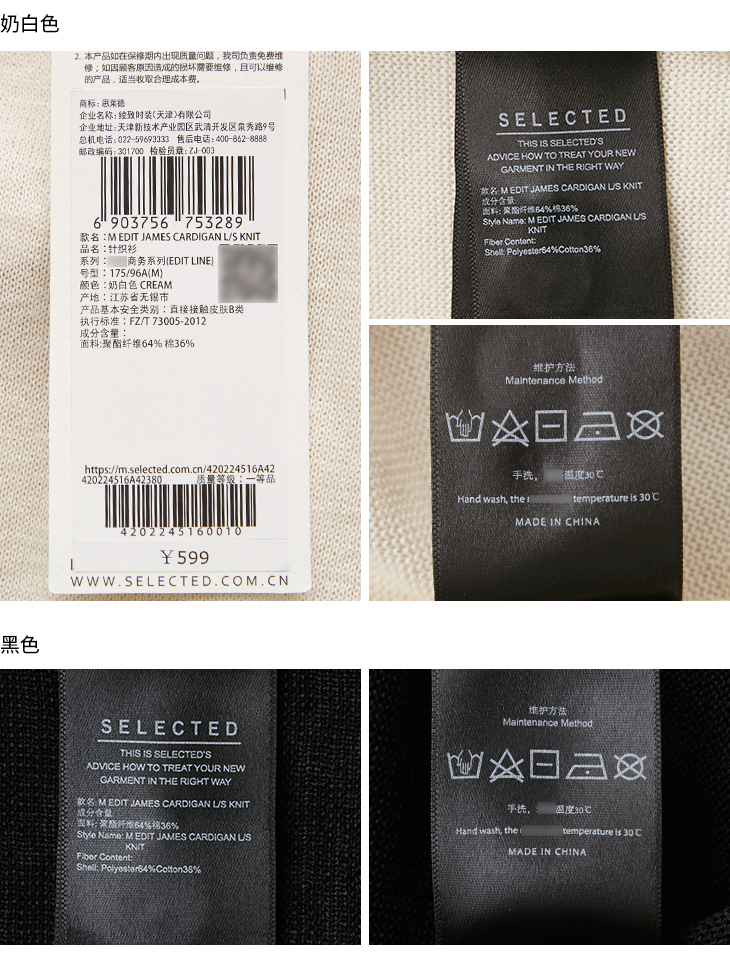 奶白色
2. 本产品如在保修期内出现质量问题，我司负责免费维
修；如因顾客原因造成的损坏需要维修，且可以维修
的产品，适当收取合理成本费。
商标: 思莱德
企业名称: 绫致时装(天津)有限公司
企业地址: 天津新技术产业园区武清开发区泉秀路9号
总机电话: 022-59693333 售后电话: 400-862-8888
邮政编码: 301700 检验员章: ZJ-003
6 903756 753289
款名：M EDIT JAMES CARDIGAN L/S KNIT
品名：针织衫
系列：商务系列(EDIT LINE)
号型：175/96A(M)
颜色：奶白色 CREAM
产地：江苏省无锡市
产品基本安全类别：直接接触皮肤B类
执行标准：FZ/T 73005-2012
成分含量：
面料:聚酯纤维64% 棉36%
https://m.selected.com.cn/420224516A42
420224516A42380 质量等级：一等品
4202245160010
￥599
WWW.SELECTED.COM.CN
SELECTED
THIS IS SELECTED'S
ADVICE HOW TO TREAT YOUR NEW
GARMENT IN THE RIGHT WAY
款名: M EDIT JAMES CARDIGAN L/S KNIT
成分含量:
面料: 聚酯纤维64%棉36%
Style Name: M EDIT JAMES CARDIGAN L/S
KNIT
Fiber Content:
Shell: Polyester64%Cotton36%
维护方法
Maintenance Method
手洗, 温度30℃
Hand wash, the temperature is 30℃
MADE IN CHINA
黑色
SELECTED
THIS IS SELECTED'S
ADVICE HOW TO TREAT YOUR NEW
GARMENT IN THE RIGHT WAY
款名: M EDIT JAMES CARDIGAN L/S KNIT
成分含量:
面料: 聚酯纤维64%棉36%
Style Name: M EDIT JAMES CARDIGAN L/S
KNIT
Fiber Content:
Shell: Polyester64%Cotton36%
维护方法
Maintenance Method
手洗, 温度30℃
Hand wash, the temperature is 30℃
MADE IN CHINA